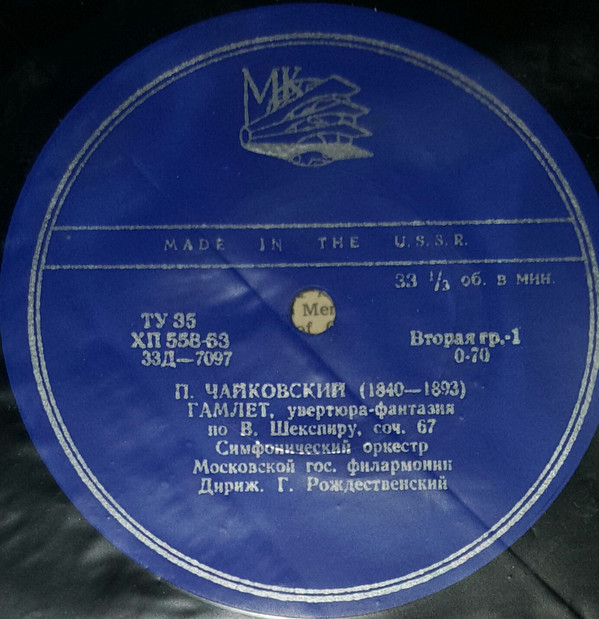 МК
MADE IN THE U.S.S.R.
33 1/3 об. в мин.
ТУ 35
ХП 558-63
33Д—7097
Вторая гр.-1
0-70
П. ЧАЙКОВСКИЙ (1840—1893)
ГАМЛЕТ, увертюра-фантазия
по В. Шекспиру, соч. 67
Симфонический оркестр
Московской гос. филармонии
Дириж. Г. Рождественский